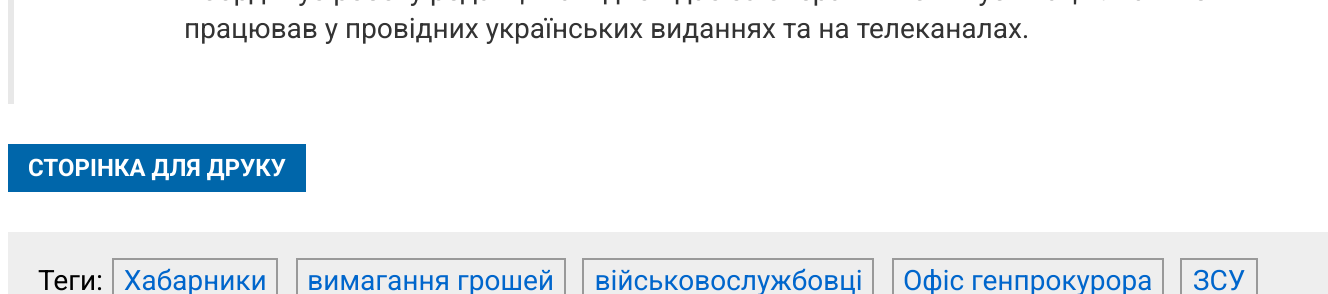 працював у провідних українських виданнях та на телеканалах.
СТОРІНКА ДЛЯ ДРУКУ
Теги: Хабарники вимагання грошей військовослужбовці Офіс генпрокурора ЗСУ